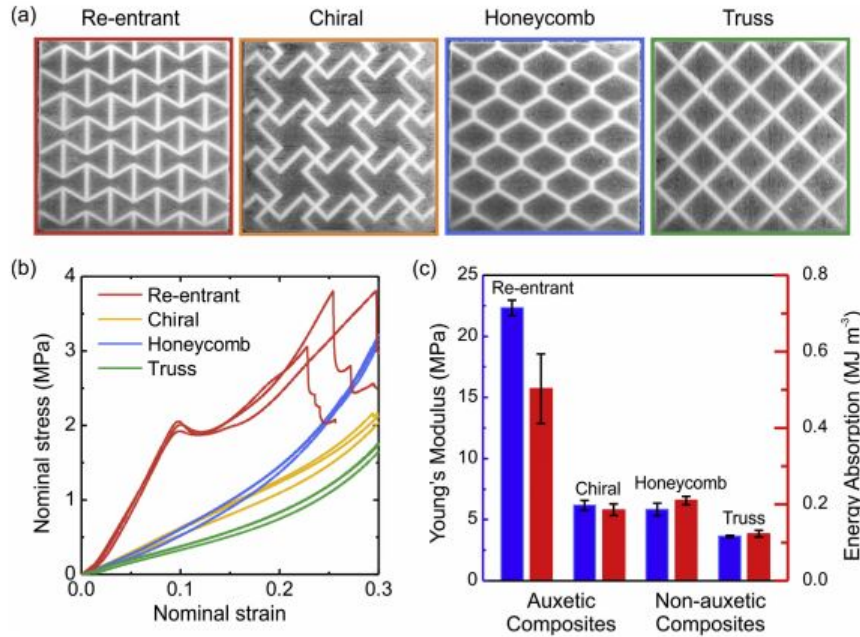 (a) Re-entrant Chiral Honeycomb Truss
(b)
4
3
2
1
0
Nominal stress (MPa)
Re-entrant
Chiral
Honeycomb
Truss
0.0 0.1 0.2 0.3
Nominal strain
(c)
25
20
15
10
5
0
Young's Modulus (MPa)
Re-entrant
Chiral
Honeycomb
Truss
0.8
0.6
0.4
0.2
0.0
Energy Absorption (MJ m⁻³)
Auxetic Non-auxetic
Composites Composites